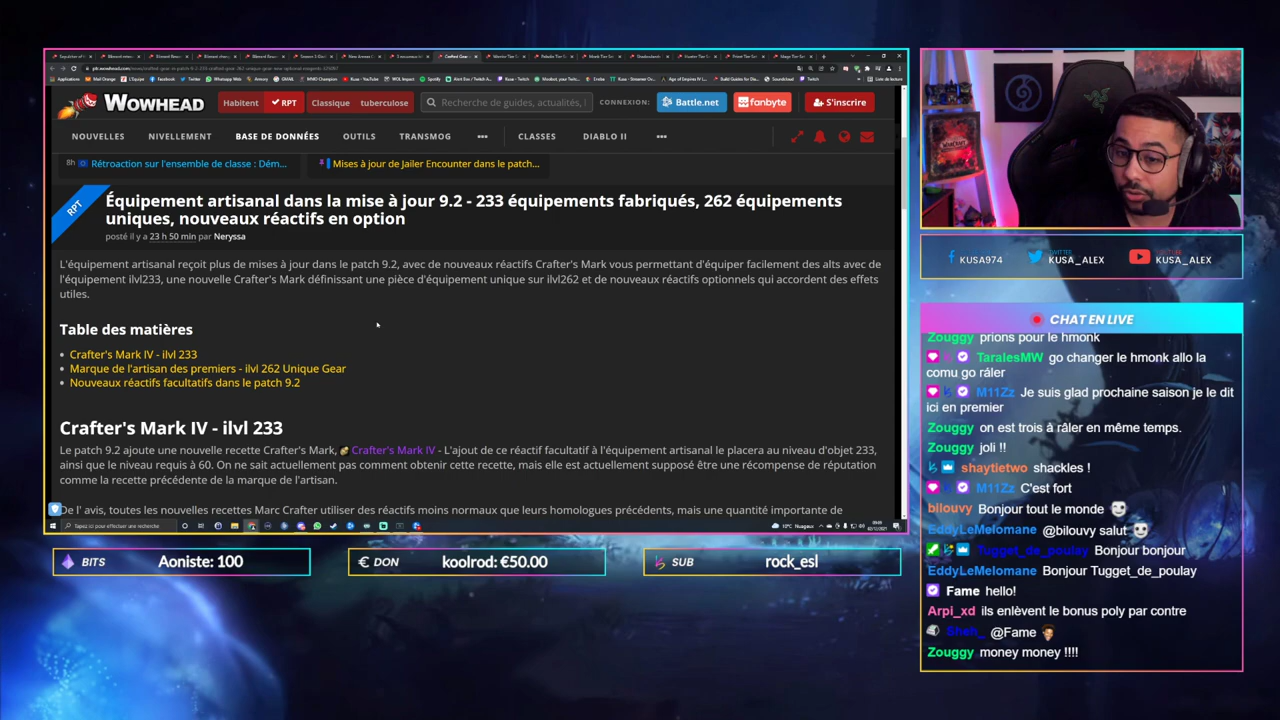 WOWHEAD
Habitent
RPT
Classique
tuberculose
Recherche de guides, actualités, l
CONNEXION:
Battle.net
fanbyte
S'inscrire
NOUVELLES
NIVELLEMENT
BASE DE DONNÉES
OUTILS
TRANSMOG
•••
CLASSES
DIABLO II
•••
8h
Rétroaction sur l'ensemble de classe : Dém...
Mises à jour de Jailer Encounter dans le patch...
RPT
Équipement artisanal dans la mise à jour 9.2 - 233 équipements fabriqués, 262 équipements
uniques, nouveaux réactifs en option
posté il y a 23 h 50 min par Neryssa
L'équipement artisanal reçoit plus de mises à jour dans le patch 9.2, avec de nouveaux réactifs Crafter's Mark vous permettant d'équiper facilement des alts avec de
l'équipement ilvl233, une nouvelle Crafter's Mark définissant une pièce d'équipement unique sur ilvl262 et de nouveaux réactifs optionnels qui accordent des effets
utiles.
Table des matières
Crafter's Mark IV - ilvl 233
Marque de l'artisan des premiers - ilvl 262 Unique Gear
Nouveaux réactifs facultatifs dans le patch 9.2
Crafter's Mark IV - ilvl 233
Le patch 9.2 ajoute une nouvelle recette Crafter's Mark, Crafter's Mark IV - L'ajout de ce réactif facultatif à l'équipement artisanal le placera au niveau d'objet 233,
ainsi que le niveau requis à 60. On ne sait actuellement pas comment obtenir cette recette, mais elle est actuellement supposé être une récompense de réputation
comme la recette précédente de la marque de l'artisan.
De l' avis, toutes les nouvelles recettes Marc Crafter utiliser des réactifs moins normaux que leurs homologues précédents, mais une quantité importante de
Tapez ici pour effectuer une recherche
10°C Nuageux
BITS
Aoniste: 100
€ DON
koolrod: €50.00
SUB
rock_esl
KUSA974
TWITTER
KUSA_ALEX
KUSA_ALEX
CHAT EN LIVE
Zouggy prions pour le hmonk
TaralesMW go changer le hmonk allo la
comu go râler
M11Zz Je suis glad prochaine saison je le dit
ici en premier
Zouggy on est trois à râler en même temps.
Zouggy joli !!
shaytietwo shackles !
M11Zz C'est fort
bilouvy Bonjour tout le monde
EddyLeMelomane @bilouvy salut
Tugget_de_poulay Bonjour bonjour
EddyLeMelomane Bonjour Tugget_de_poulay
Fame hello!
Arpi_xd ils enlèvent le bonus poly par contre
Sheh_ @Fame
Zouggy money money !!!!